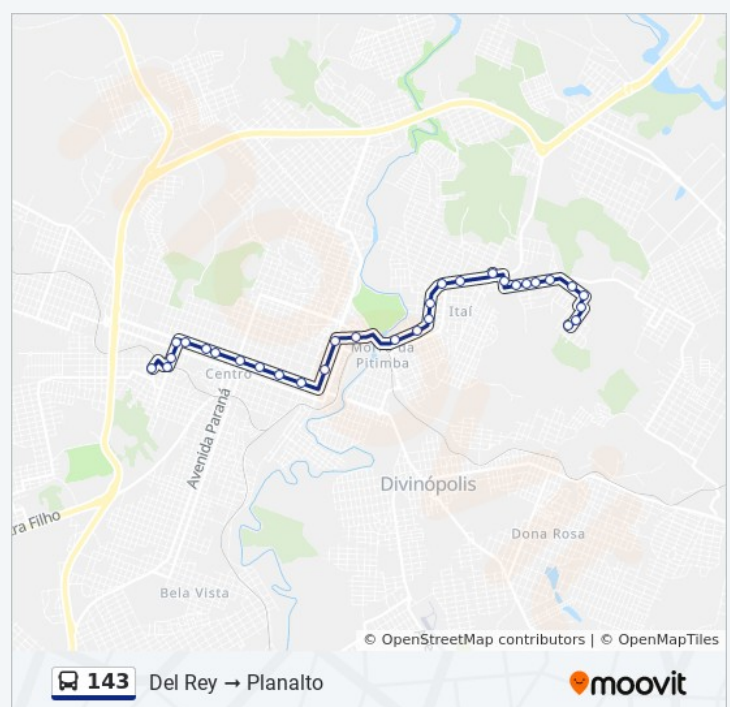 Itaí
Morro da
Pitimba
Centro
Avenida Paraná
Divinópolis
ra Filho
Dona Rosa
Bela Vista
© OpenStreetMap contributors | © OpenMapTiles
143 Del Rey → Planalto
moovit